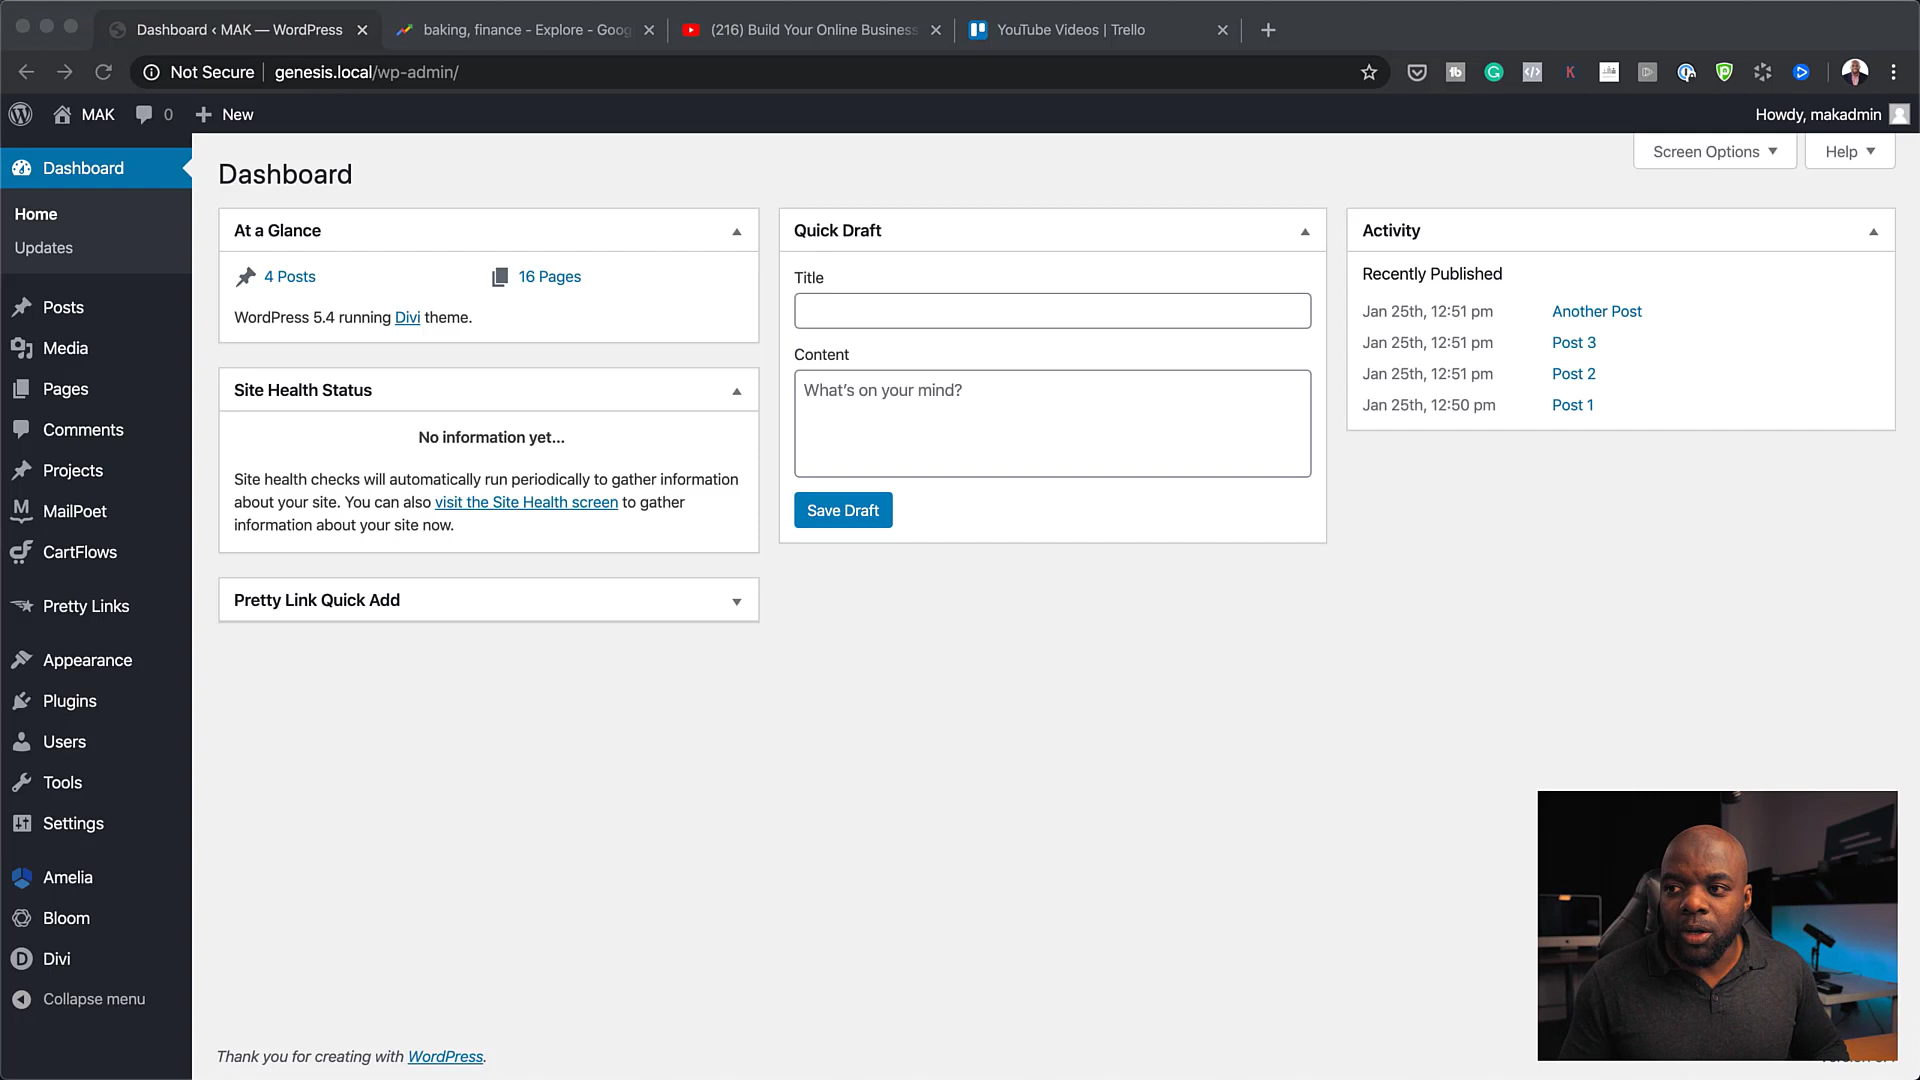 Dashboard ‹ MAK — WordPress
baking, finance - Explore - Goog
(216) Build Your Online Business
YouTube Videos | Trello
Not Secure
genesis.local/wp-admin/
MAK
0
New
Howdy, makadmin
Dashboard
Home
Updates
Posts
Media
Pages
Comments
Projects
MailPoet
CartFlows
Pretty Links
Appearance
Plugins
Users
Tools
Settings
Amelia
Bloom
Divi
Collapse menu
Screen Options
Help
Dashboard
At a Glance
4 Posts
16 Pages
WordPress 5.4 running Divi theme.
Site Health Status
No information yet...
Site health checks will automatically run periodically to gather information
about your site. You can also visit the Site Health screen to gather
information about your site now.
Pretty Link Quick Add
Quick Draft
Title
Content
What's on your mind?
Save Draft
Activity
Recently Published
Jan 25th, 12:51 pm Another Post
Jan 25th, 12:51 pm Post 3
Jan 25th, 12:51 pm Post 2
Jan 25th, 12:50 pm Post 1
Thank you for creating with WordPress.